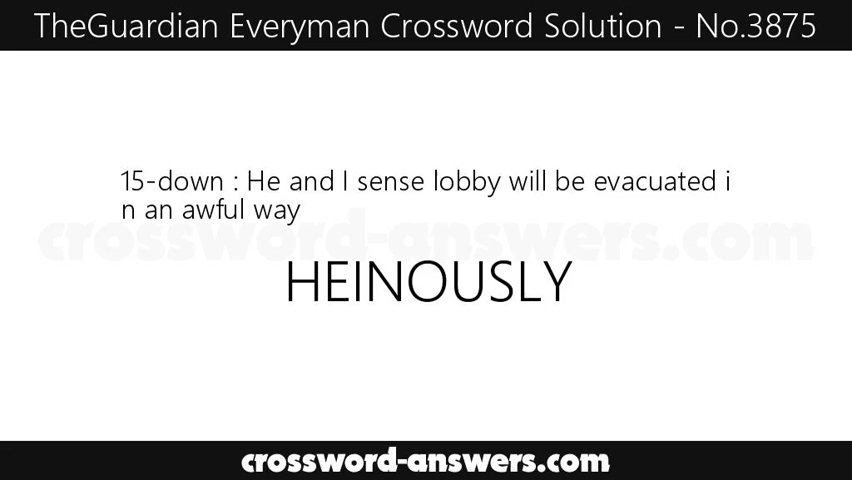 TheGuardian Everyman Crossword Solution - No.3875
15-down : He and I sense lobby will be evacuated i
n an awful way
crossword-answers.com
HEINOUSLY
crossword-answers.com